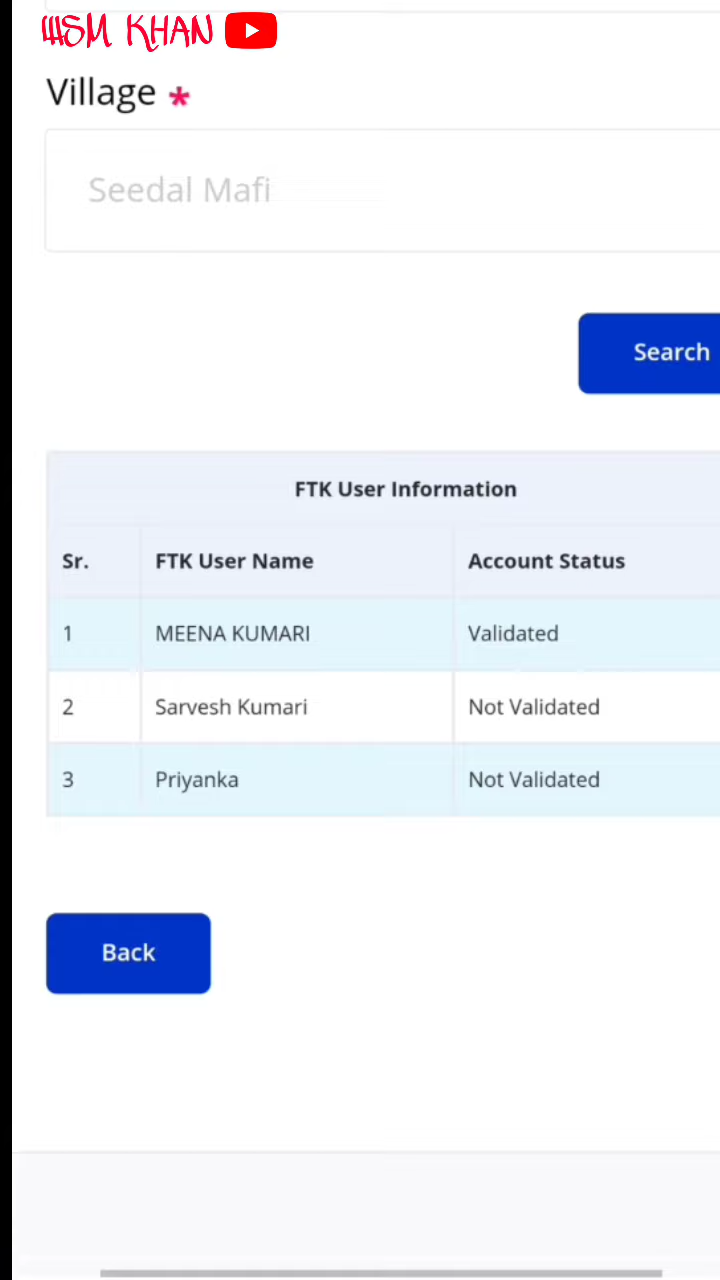 WSM KHAN
Village *
Seedal Mafi
Search
FTK User Information
Sr. FTK User Name Account Status
1 MEENA KUMARI Validated
2 Sarvesh Kumari Not Validated
3 Priyanka Not Validated
Back